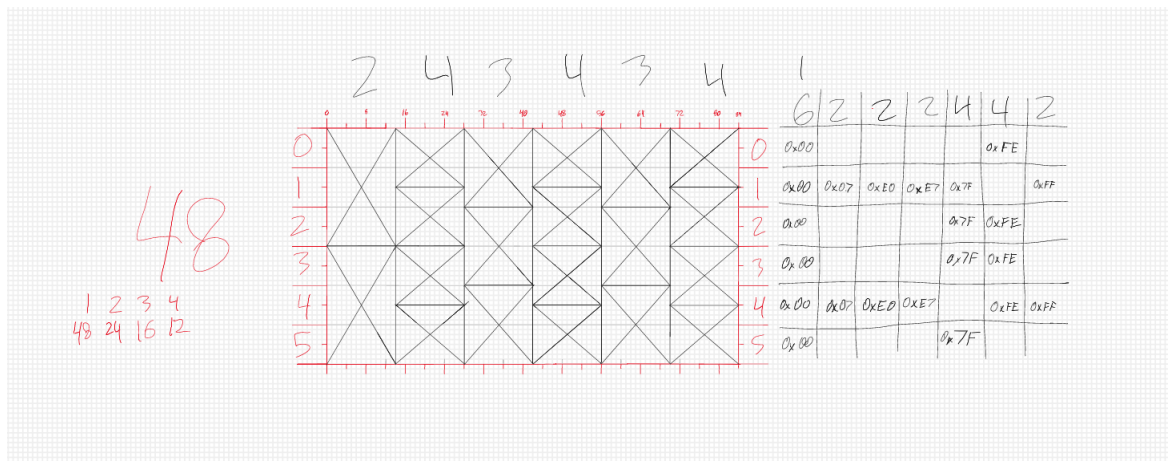 2 4 3 4 3 4 1
6 2 2 2 4 4 2
0 8 16 24 72 48 48 56 64 72 80
0 0 0x00 0xFE
1 1 0x00 0x07 0xE0 0xE7 0x7F 0xFF
2 2 0x00 0x7F 0xFE
48
3 3 0x00 0x7F 0xFE
1 2 3 4
4 4 0x00 0x07 0xE0 0xE7 0xFE 0xFF
48 24 16 12
5 5 0x00 0x7F